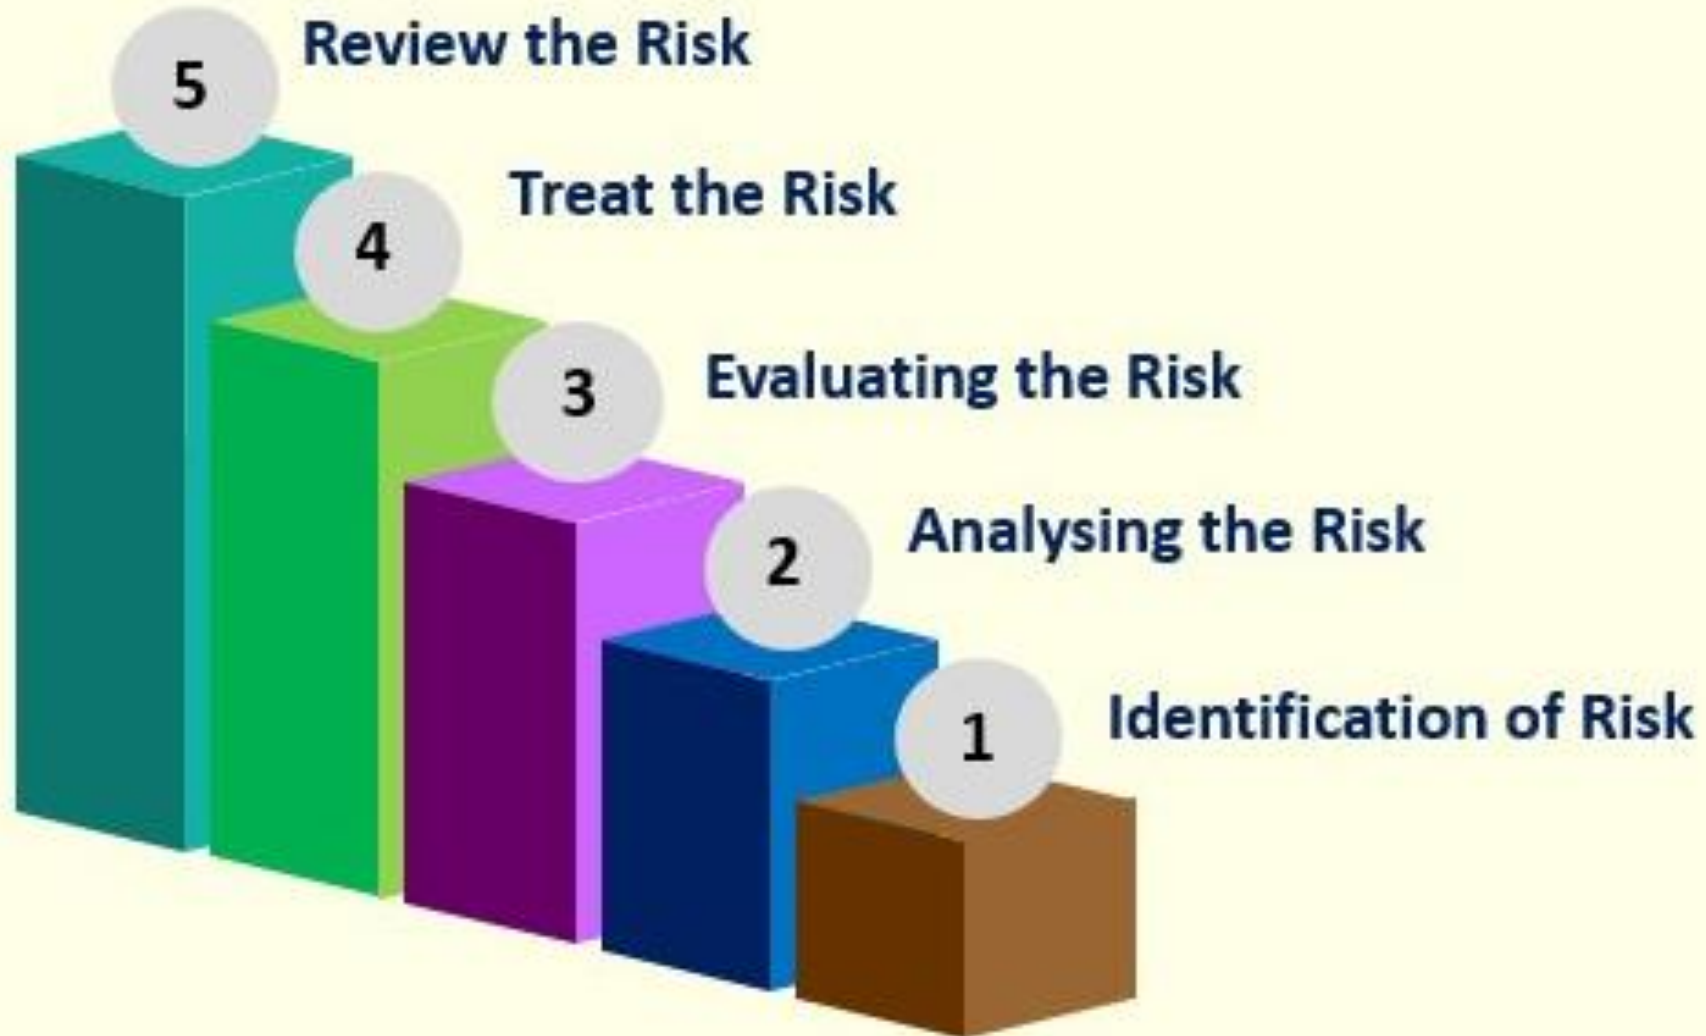 5 Review the Risk
4 Treat the Risk
3 Evaluating the Risk
2 Analysing the Risk
1 Identification of Risk